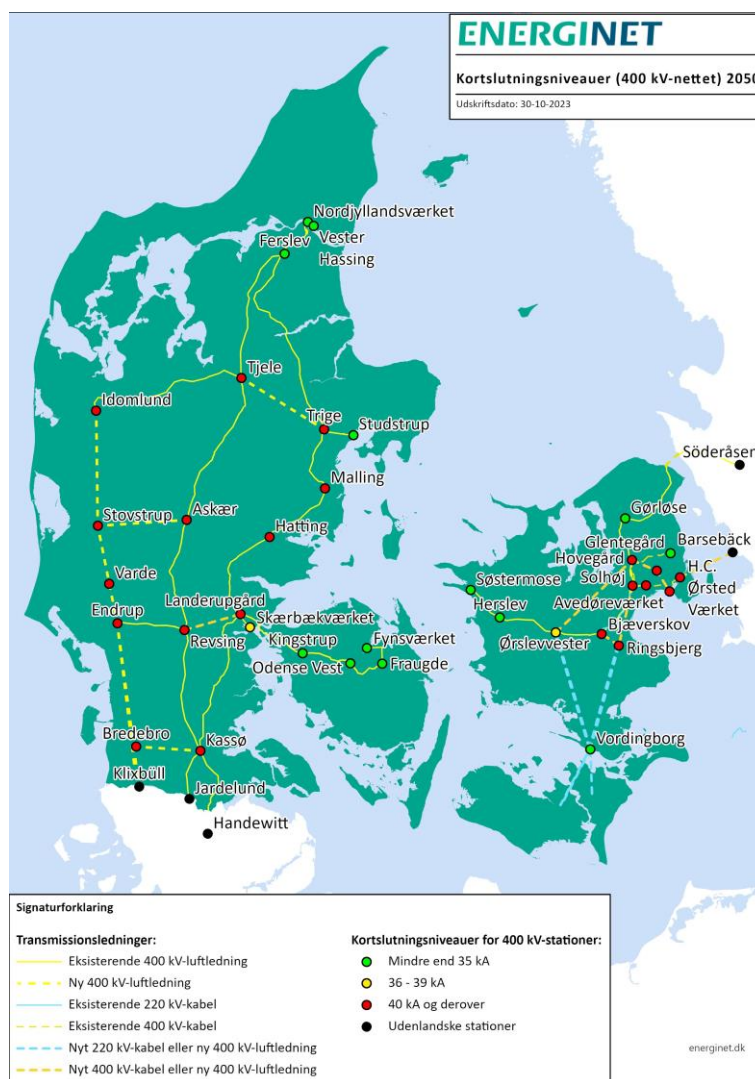 ENERGINET
Kortslutningsniveauer (400 kV-nettet) 2050
Udskriftsdato: 30-10-2023
Nordjyllandsværket
Vester
Hassing
Ferslev
Tjele
Idomlund
Trige
Studstrup
Söderåsen
Malling
Gørløse
Stovstrup
Askær
Hatting
Glentegård
Barsebäck
Hovegård
H.C.
Ørsted
Værket
Solhøj
Søstermose
Varde
Landerupgård
Herslev
Avedøreværket
Endrup
Skærbækværket
Bjæverskov
Revsing
Kingstrup
Fynsværket
Ørslevvester
Ringsbjerg
Odense Vest
Fraugde
Bredebro
Kassø
Vordingborg
Klixbüll
Jardelund
Handewitt
Signaturforklaring
Transmissionsledninger:
Eksisterende 400 kV-luftledning
Ny 400 kV-luftledning
Eksisterende 220 kV-kabel
Eksisterende 400 kV-kabel
Nyt 220 kV-kabel eller ny 400 kV-luftledning
Nyt 400 kV-kabel eller ny 400 kV-luftledning
Kortslutningsniveauer for 400 kV-stationer:
Mindre end 35 kA
36 - 39 kA
40 kA og derover
Udenlandske stationer
energinet.dk